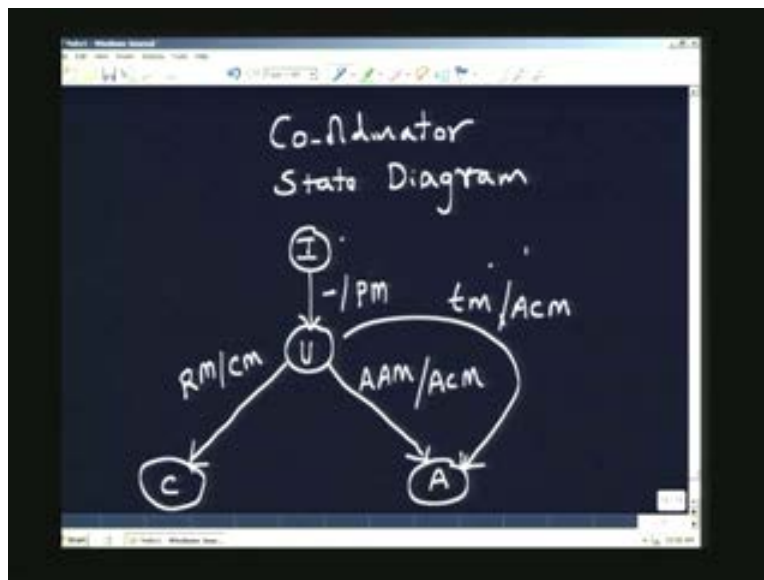 Co-ordinator
State Diagram
I
-/PM
tm/ACM
U
RM/CM
AAM/ACM
C
A